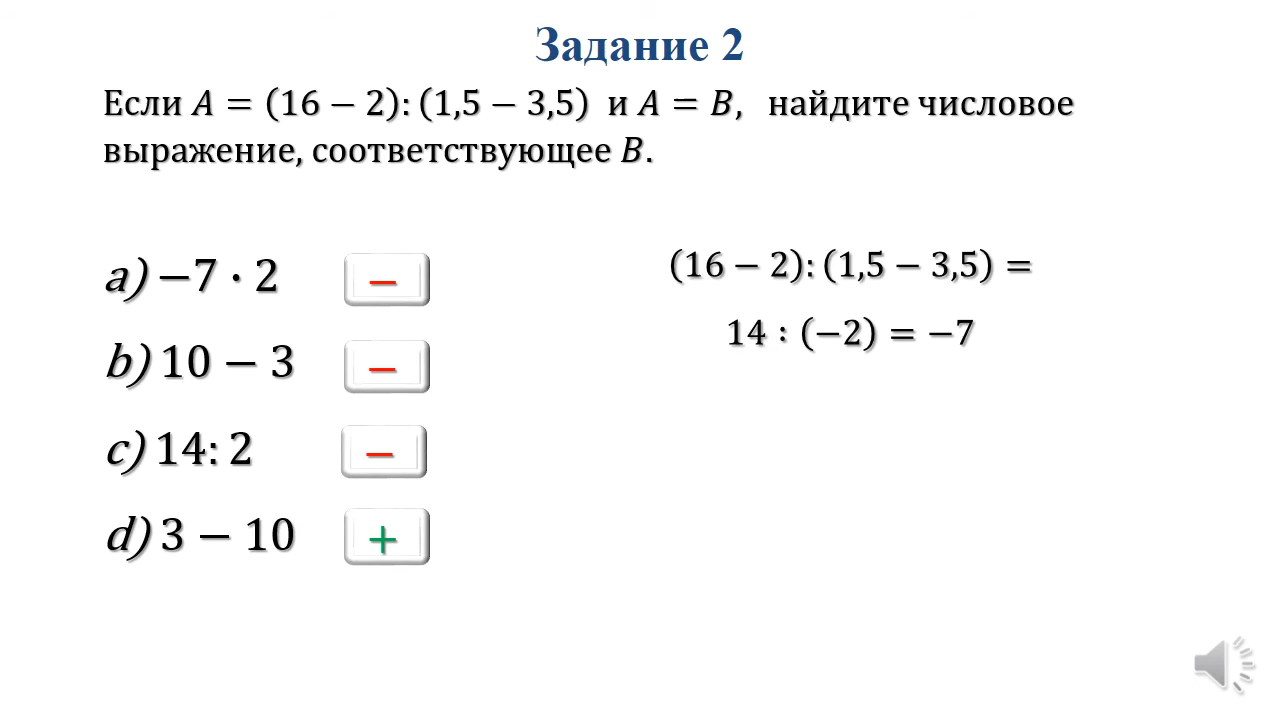 Задание 2
Если A = (16 − 2): (1,5 − 3,5) и A = B, найдите числовое
выражение, соответствующее B.
a) −7 · 2 −
(16 − 2): (1,5 − 3,5) =
14 : (−2) = −7
b) 10 − 3 −
c) 14: 2 −
d) 3 − 10 +